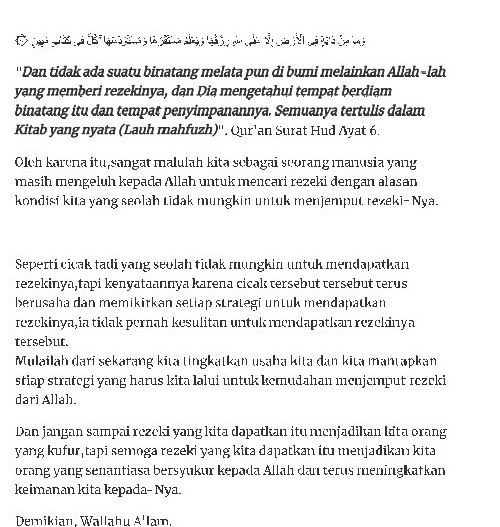 وَمَا مِنْ دَابَّةٍ فِي الْأَرْضِ إِلَّا عَلَى اللَّهِ رِزْقُهَا وَيَعْلَمُ مُسْتَقَرَّهَا وَمُسْتَوْدَعَهَا كُلٌّ فِي كِتَابٍ مُبِينٍ
"Dan tidak ada suatu binatang melata pun di bumi melainkan Allah-lah
yang memberi rezekinya, dan Dia mengetahui tempat berdiam
binatang itu dan tempat penyimpanannya. Semuanya tertulis dalam
Kitab yang nyata (Lauh mahfuzh)". Qur'an Surat Hud Ayat 6.
Oleh karena itu,sangat malulah kita sebagai seorang manusia yang
masih mengeluh kepada Allah untuk mencari rezeki dengan alasan
kondisi kita yang seolah tidak mungkin untuk menjemput rezeki-Nya.
Seperti cicak tadi yang seolah tidak mungkin untuk mendapatkan
rezekinya,tapi kenyataannya karena cicak tersebut tersebut terus
berusaha dan memikirkan setiap strategi untuk mendapatkan
rezekinya,ia tidak pernah kesulitan untuk mendapatkan rezekinya
tersebut.
Mulailah dari sekarang kita tingkatkan usaha kita dan kita mantapkan
stiap strategi yang harus kita lalui untuk kemudahan menjemput rezeki
dari Allah.
Dan jangan sampai rezeki yang kita dapatkan itu menjadikan kita orang
yang kufur,tapi semoga rezeki yang kita dapatkan itu menjadikan kita
orang yang senantiasa bersyukur kepada Allah dan terus meningkatkan
keimanan kita kepada-Nya.
Demikian, Wallahu A'lam.